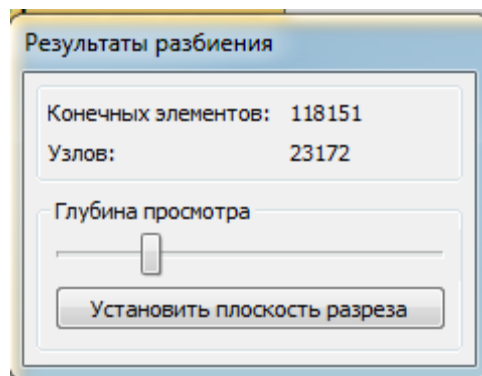 Результаты разбиения
Конечных элементов: 118151
Узлов: 23172
Глубина просмотра
Установить плоскость разреза